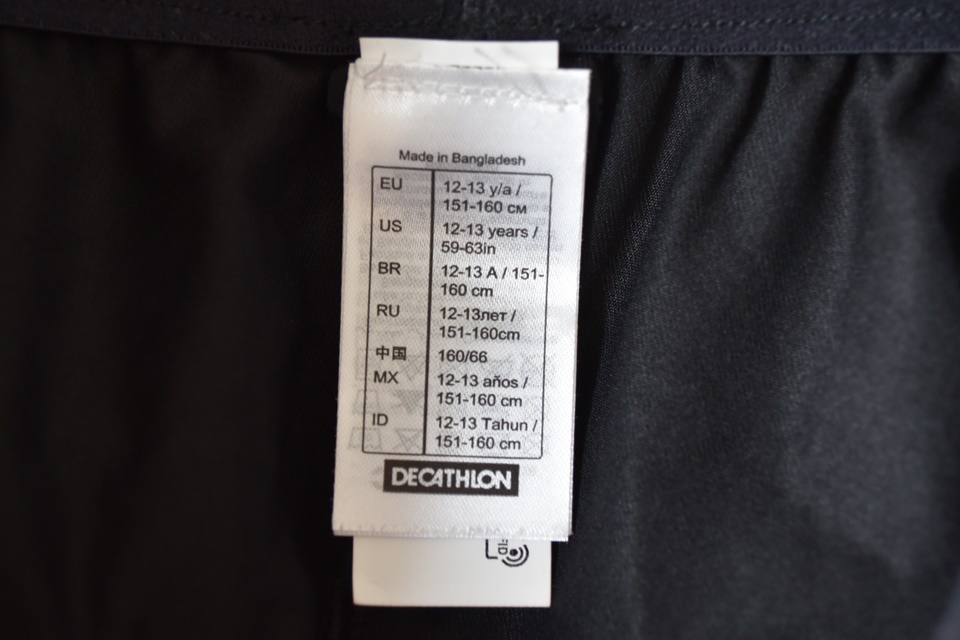 Made in Bangladesh
EU 12-13 y/a /
151-160 см
US 12-13 years /
59-63in
BR 12-13 A / 151-
160 cm
RU 12-13лет /
151-160cm
中国 160/66
MX 12-13 años /
151-160 cm
ID 12-13 Tahun /
151-160 cm
DECATHLON